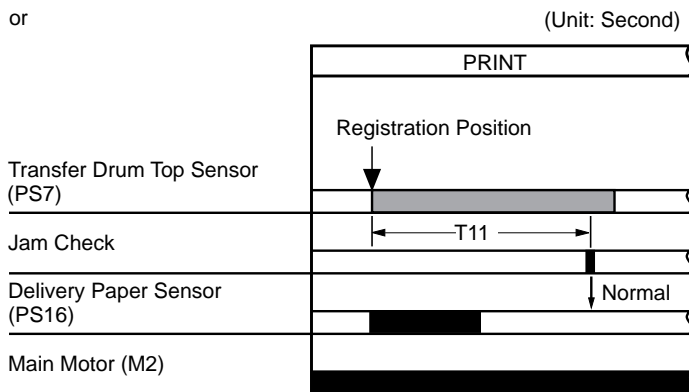 or
(Unit: Second)
PRINT
Registration Position
Transfer Drum Top Sensor
(PS7)
T11
Jam Check
Delivery Paper Sensor
(PS16)
Normal
Main Motor (M2)